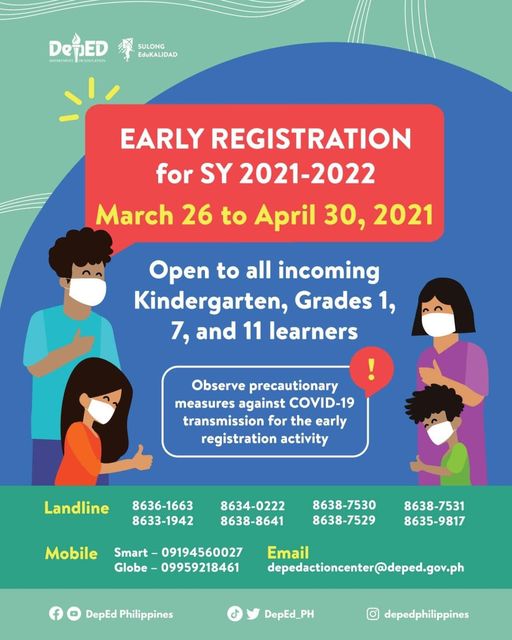 DepED
DEPARTMENT OF EDUCATION
SULONG
EduKALIDAD
EARLY REGISTRATION
for SY 2021-2022
March 26 to April 30, 2021
Open to all incoming
Kindergarten, Grades 1,
7, and 11 learners
!
Observe precautionary
measures against COVID-19
transmission for the early
registration activity
Landline 8636-1663 8634-0222 8638-7530 8638-7531
8633-1942 8638-8641 8638-7529 8635-9817
Mobile Smart – 09194560027 Email
Globe – 09959218461 depedactioncenter@deped.gov.ph
DepEd Philippines DepEd_PH depedphilippines